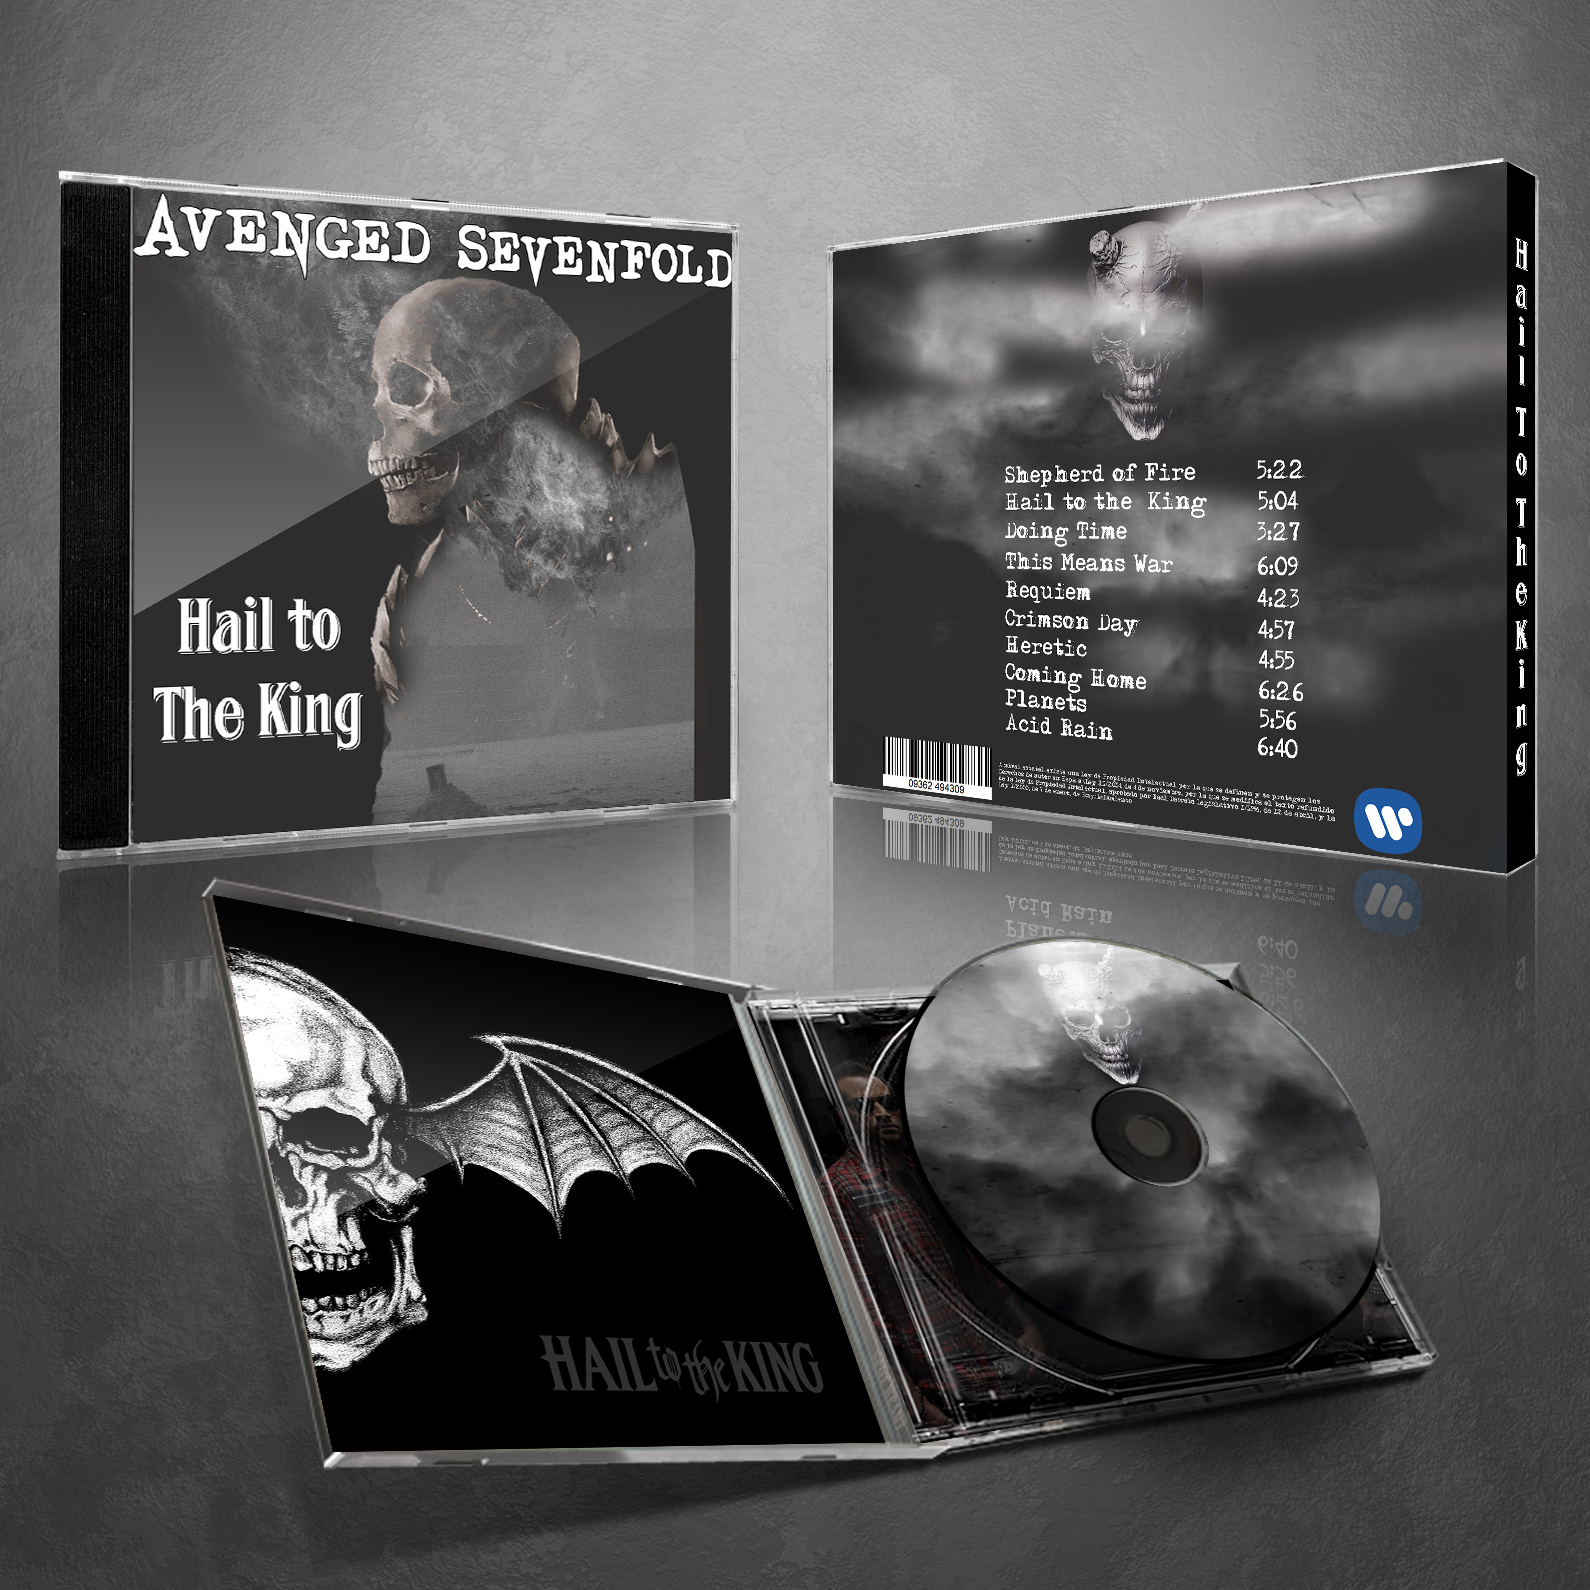 AVENGED SEVENFOLD
Hail to
The King
Shepherd of Fire 5:22
Hail to the King 5:04
Doing Time 3:27
This Means War 6:09
Requiem 4:23
Crimson Day 4:57
Heretic 4:55
Coming Home 6:26
Planets 5:56
Acid Rain 6:40
09362 494309
Hail To The King
HAIL to the KING